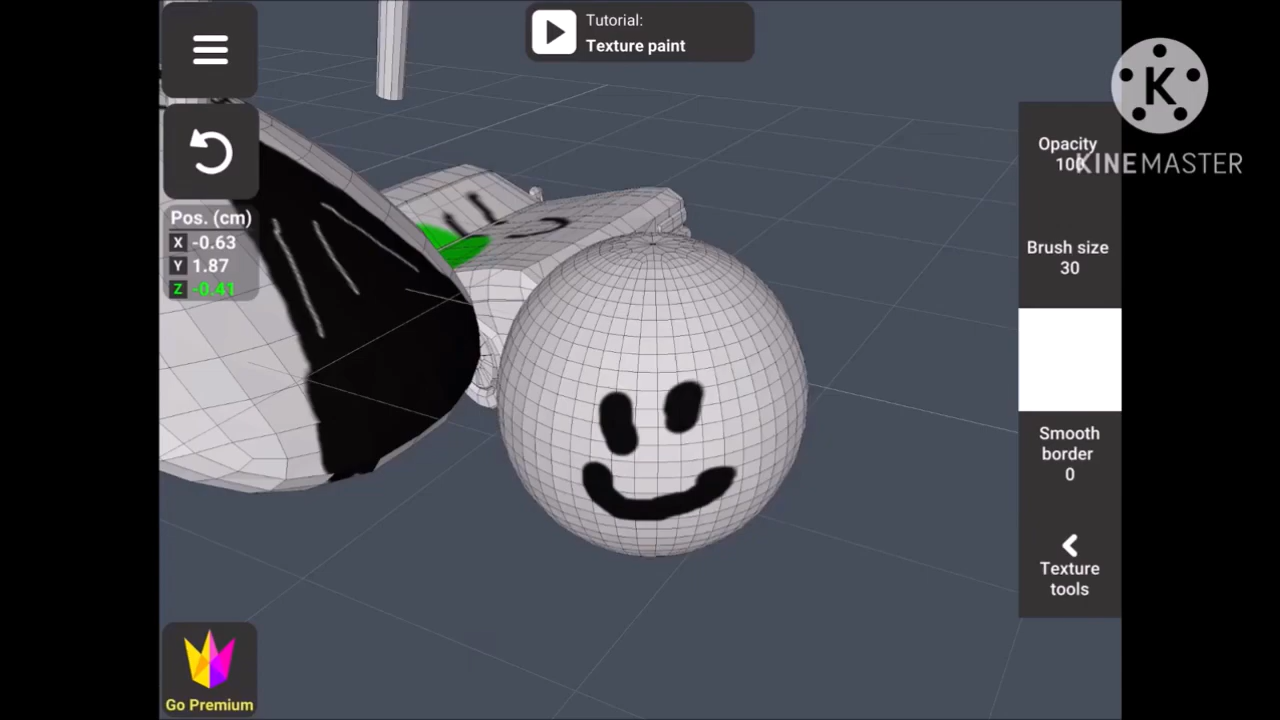 Tutorial:
Texture paint
Pos. (cm)
X -0.63
Y 1.87
Z -0.41
Opacity
100
K
KINEMASTER
Brush size
30
Smooth
border
0
Texture
tools
Go Premium